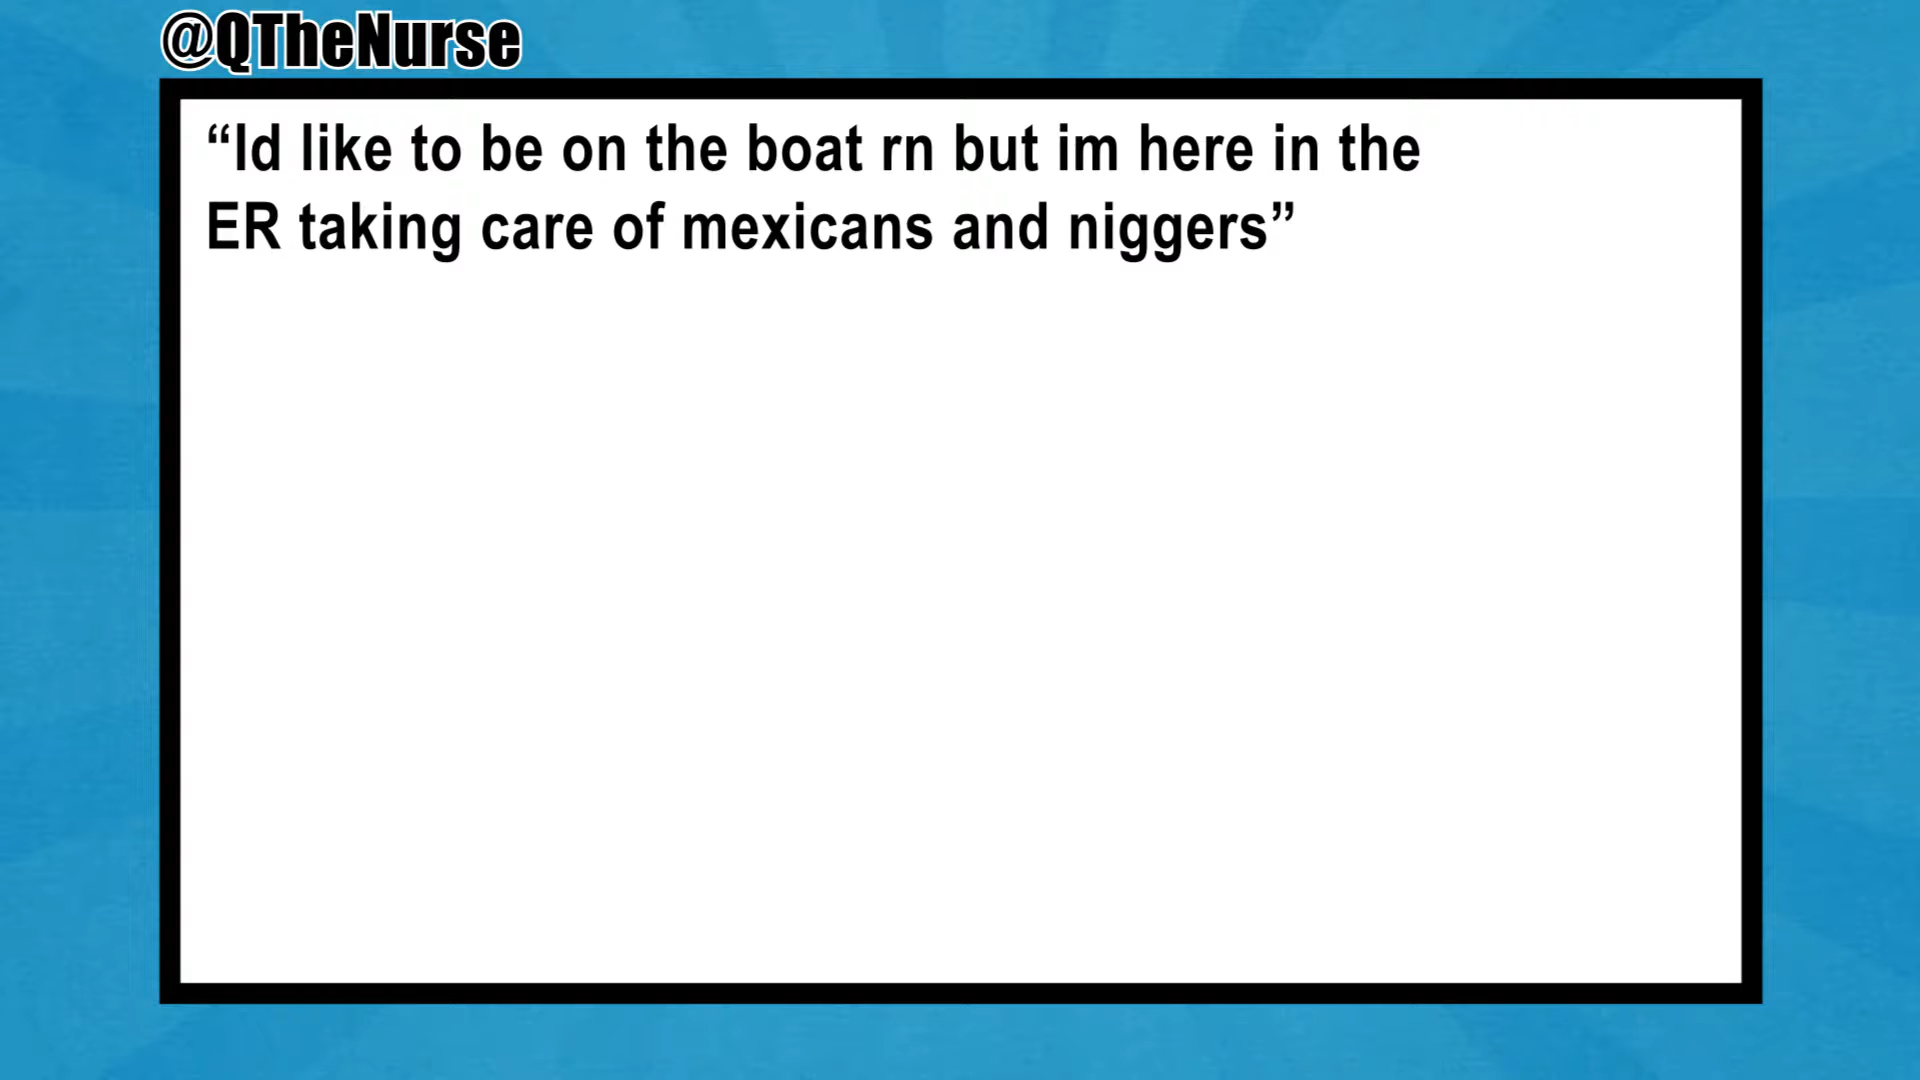 @QTheNurse
“Id like to be on the boat rn but im here in the
ER taking care of mexicans and niggers”